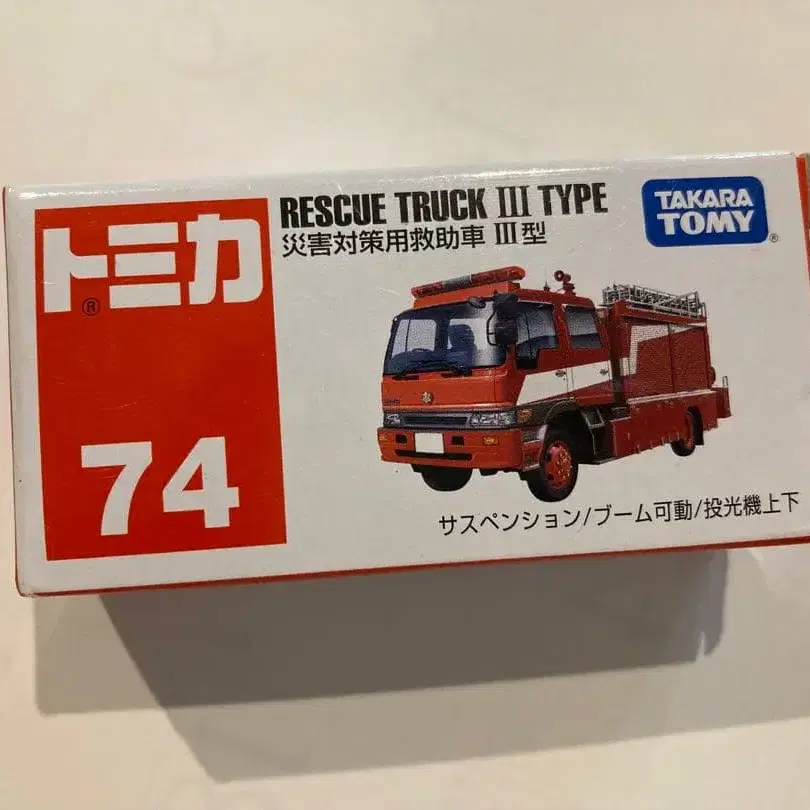 トミカ
®
74
RESCUE TRUCK III TYPE
災害対策用救助車 III型
TAKARA
TOMY®
サスペンション/ブーム可動/投光機上下